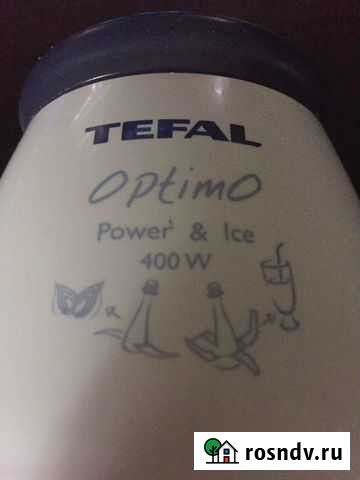 TEFAL
optimo
Power & Ice
400 W
rosndv.ru